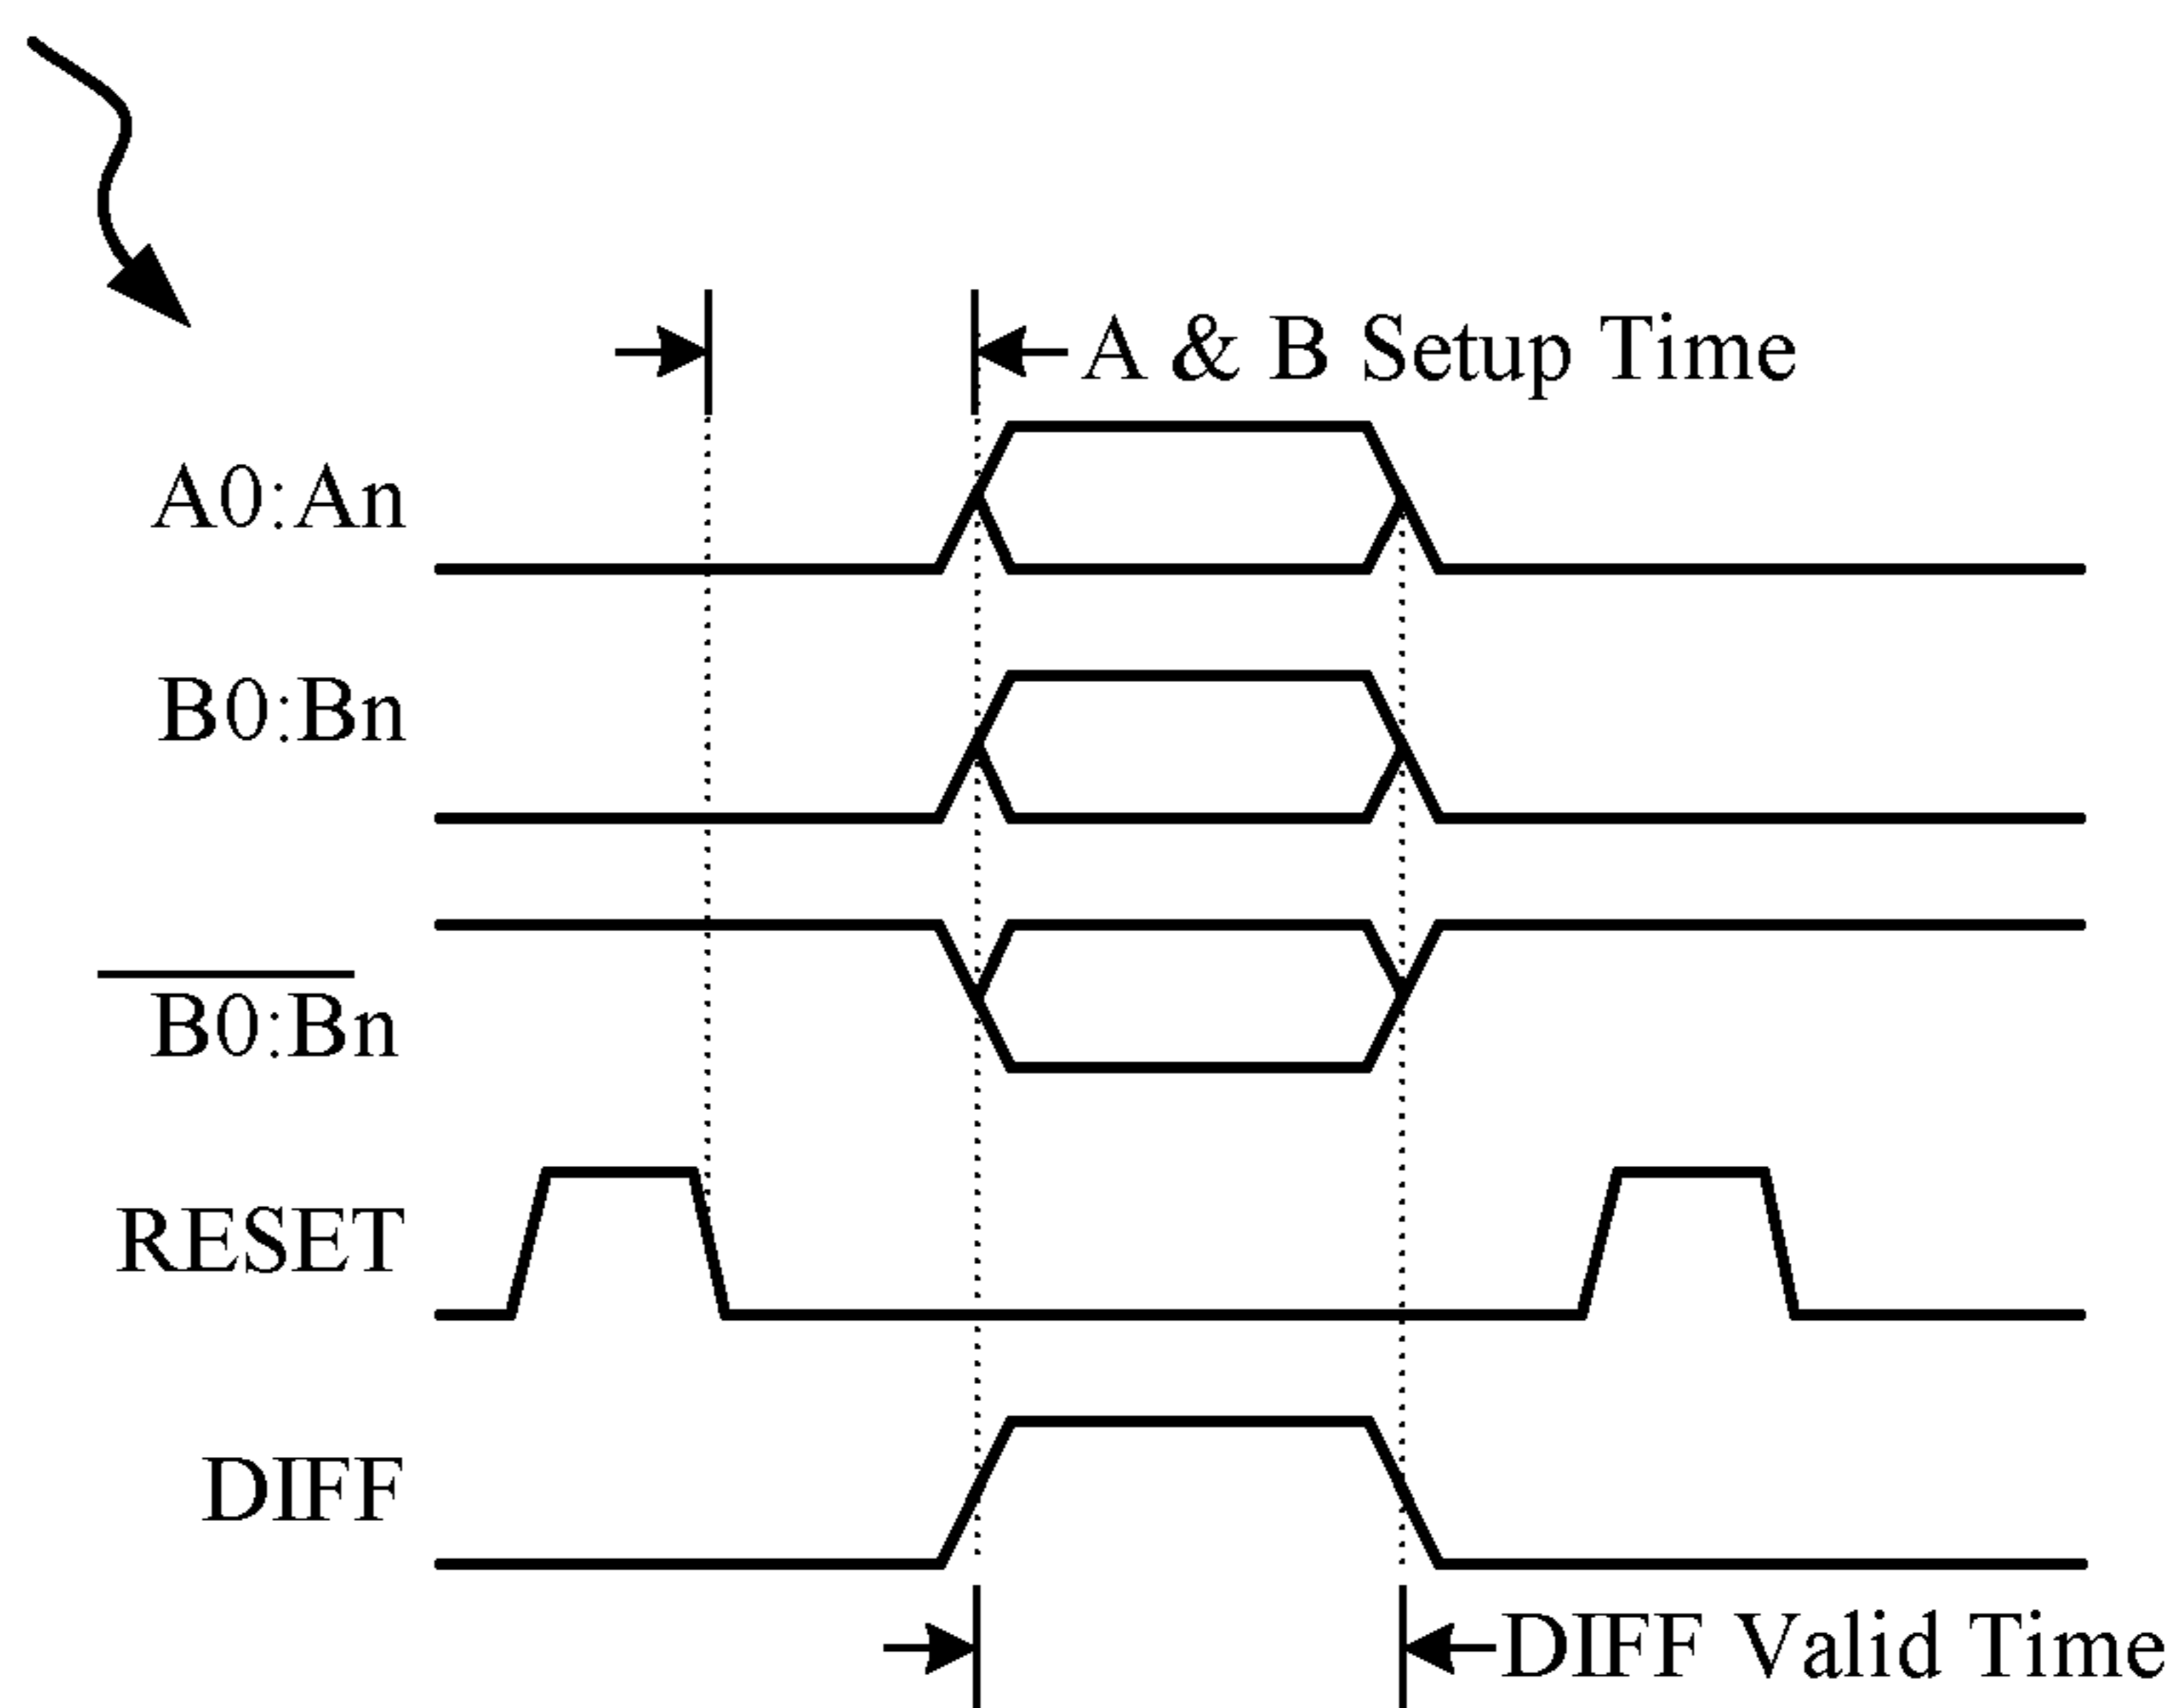 A & B Setup Time
A0:An
B0:Bn
B0:Bn
RESET
DIFF
DIFF Valid Time